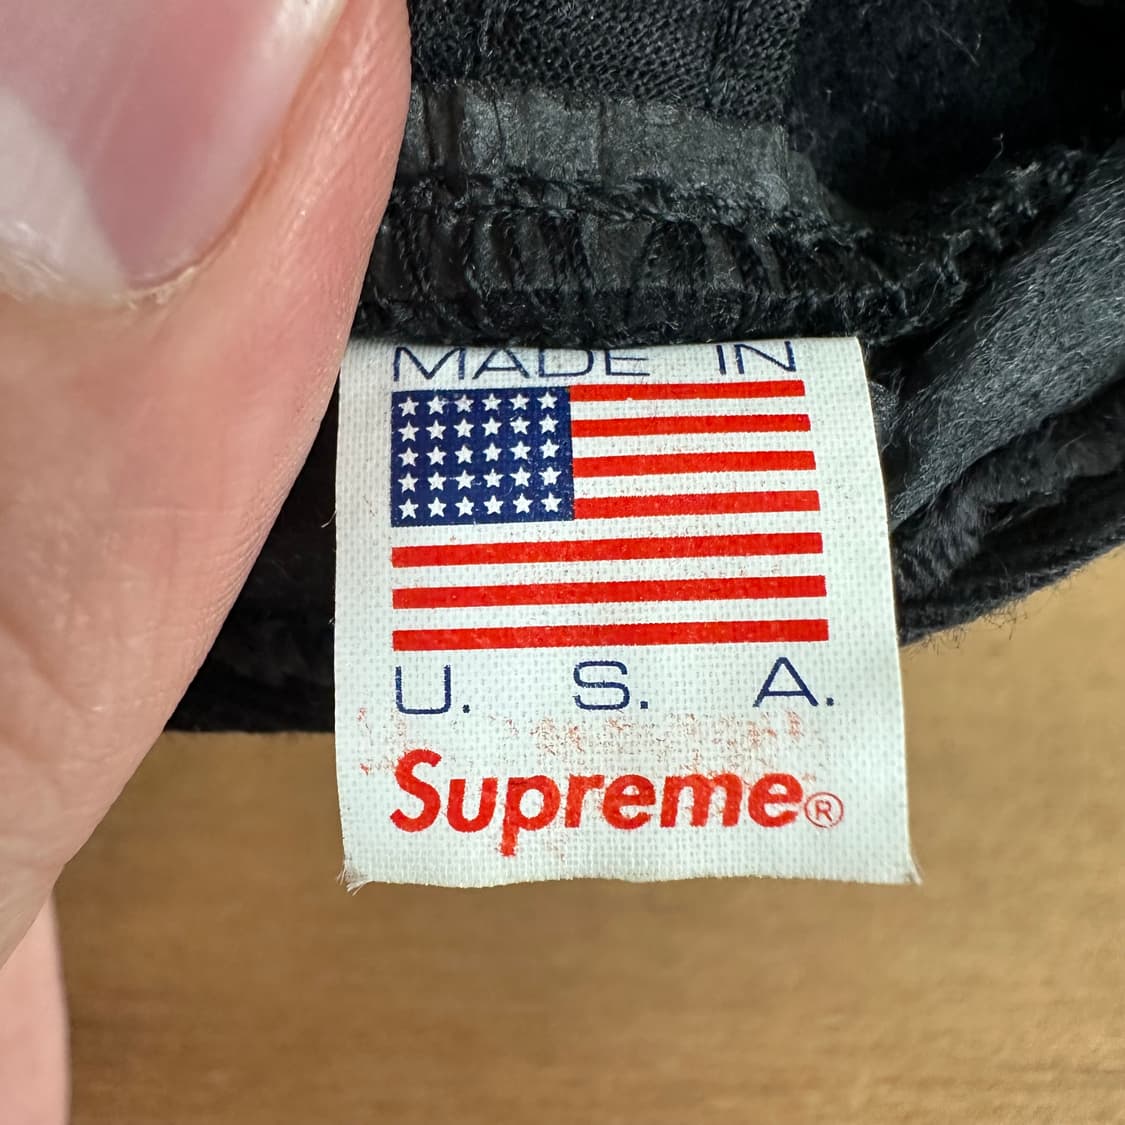 MADE IN
U. S. A.
Supreme®